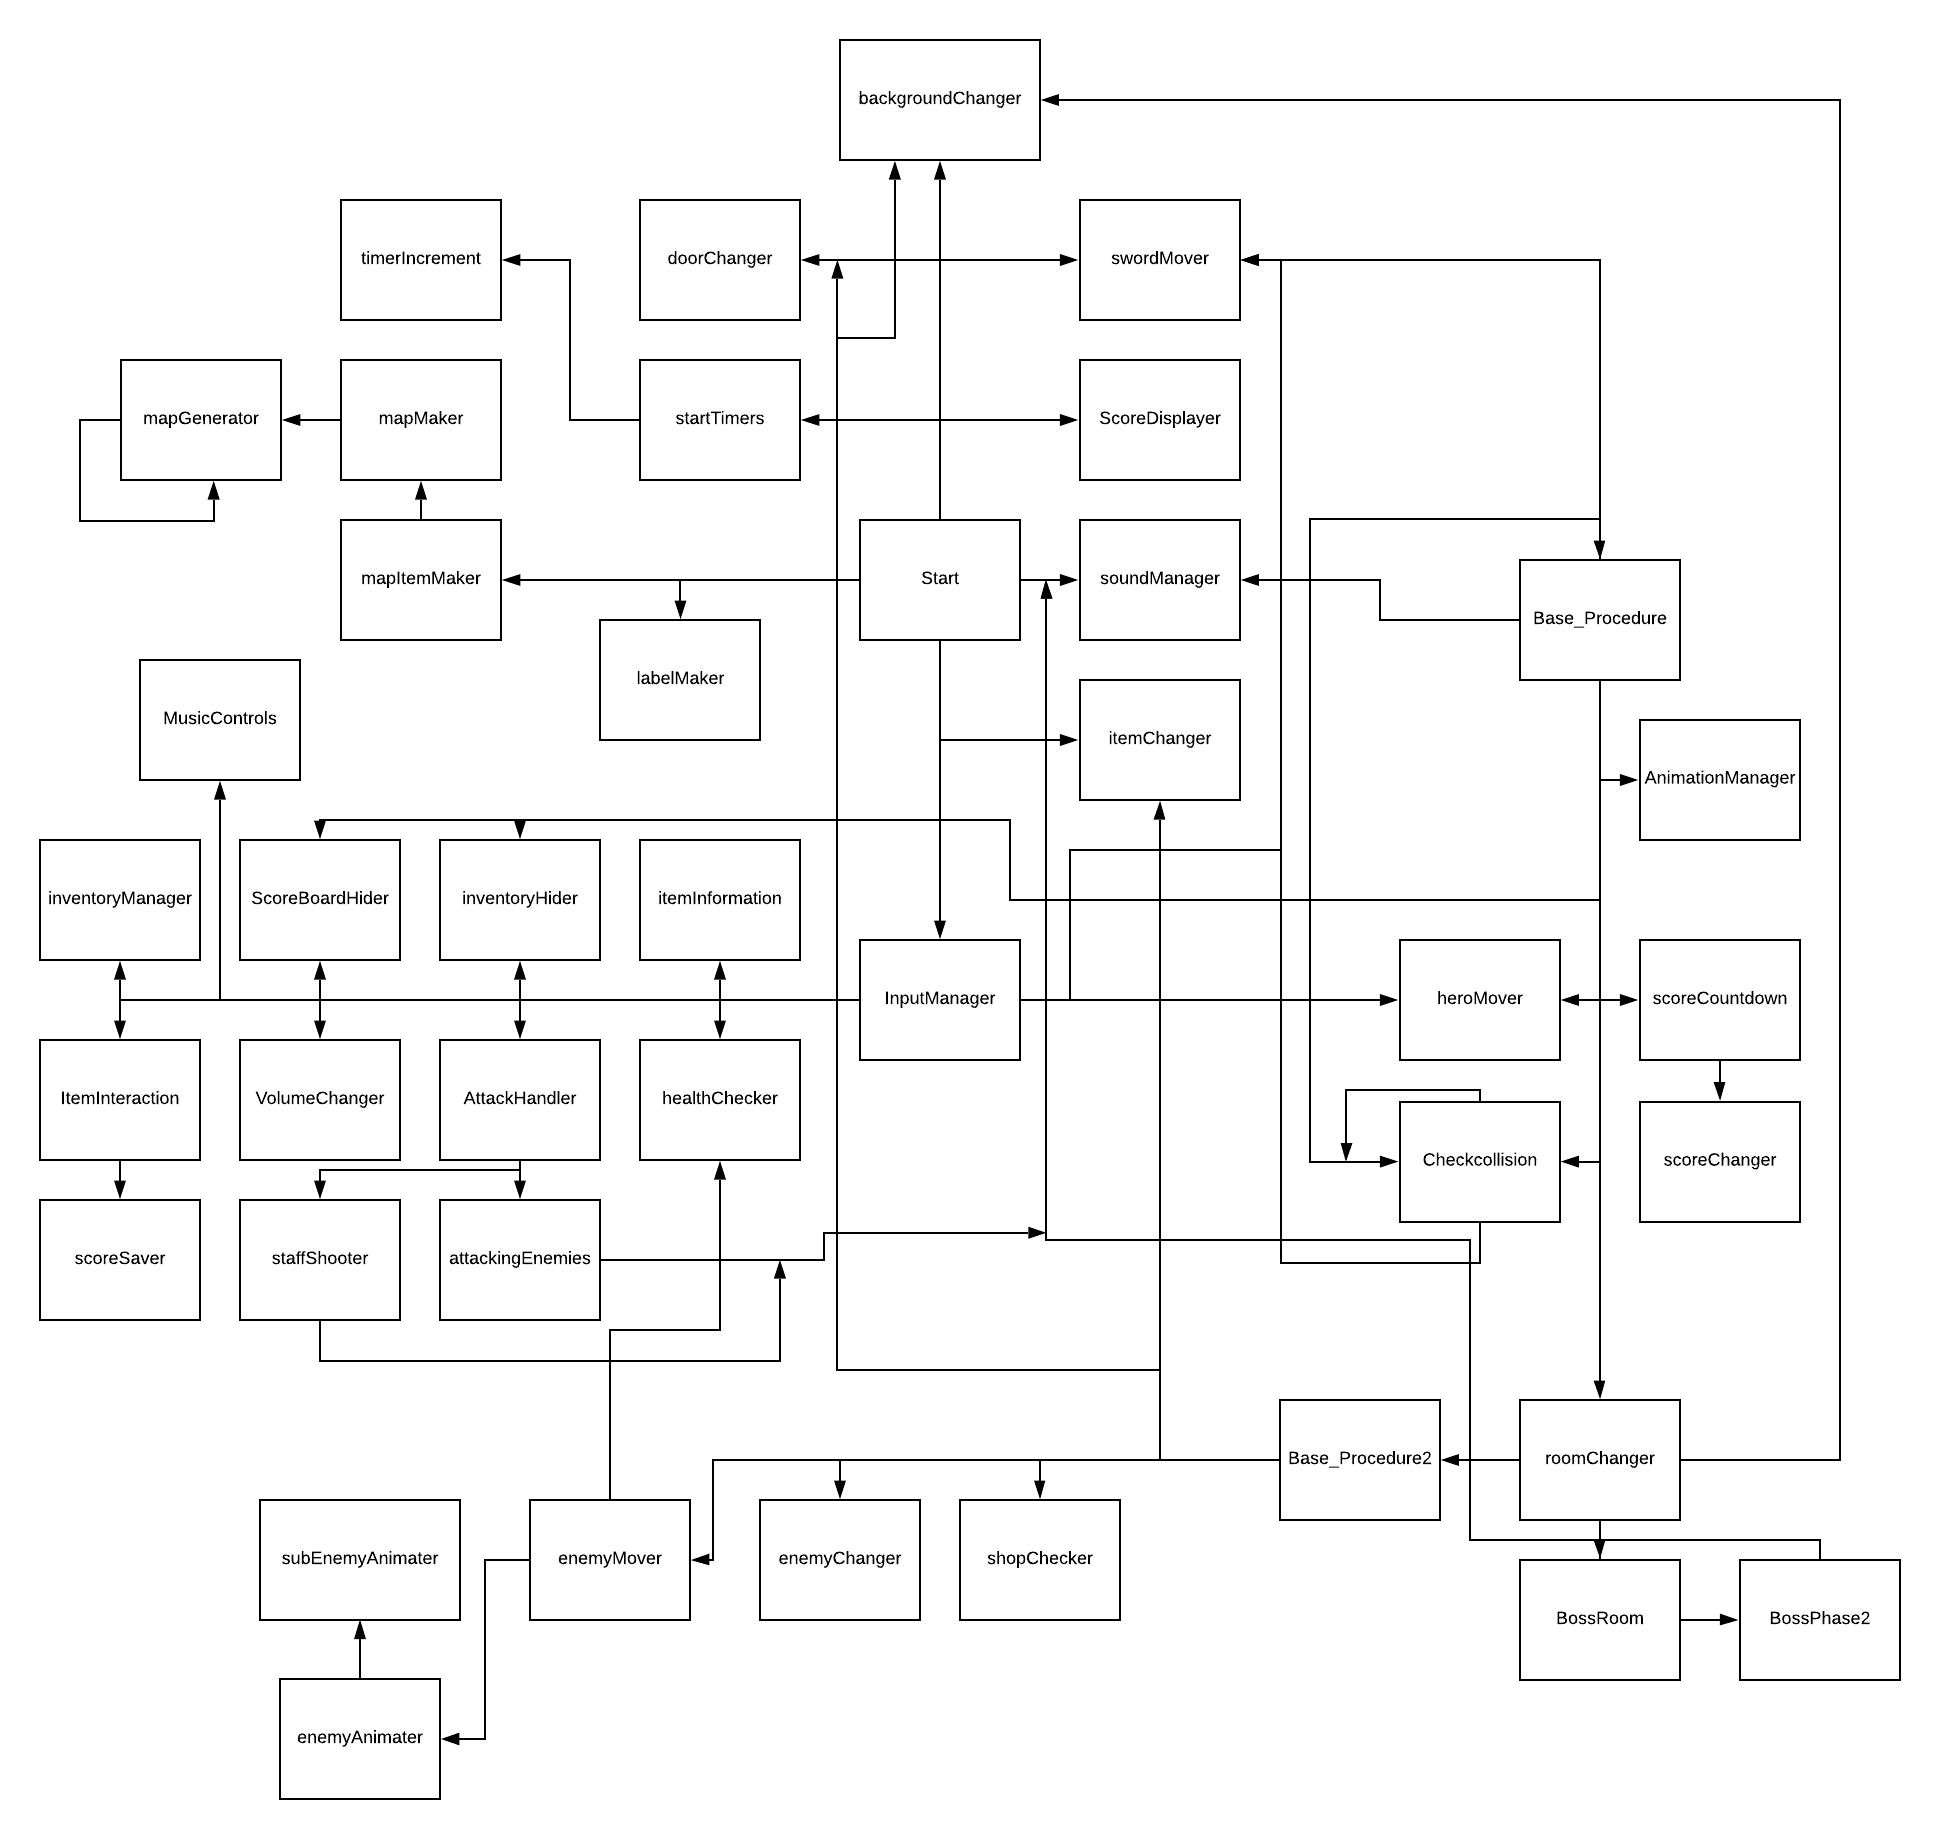 backgroundChanger
timerIncrement
doorChanger
swordMover
mapGenerator
mapMaker
startTimers
ScoreDisplayer
mapItemMaker
Start
soundManager
Base_Procedure
labelMaker
MusicControls
itemChanger
AnimationManager
inventoryManager
ScoreBoardHider
inventoryHider
itemInformation
InputManager
heroMover
scoreCountdown
ItemInteraction
VolumeChanger
AttackHandler
healthChecker
Checkcollision
scoreChanger
scoreSaver
staffShooter
attackingEnemies
Base_Procedure2
roomChanger
subEnemyAnimater
enemyMover
enemyChanger
shopChecker
BossRoom
BossPhase2
enemyAnimater